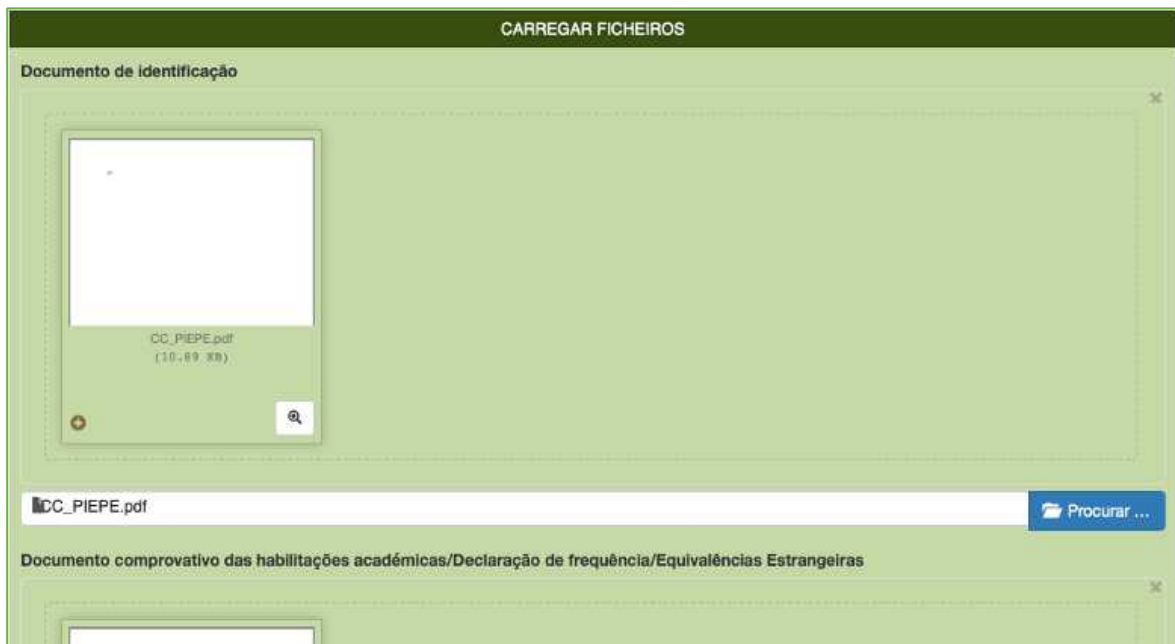 CARREGAR FICHEIROS
Documento de identificação
CC_PIEPE.pdf
(10.89 KB)
CC_PIEPE.pdf
Procurar ...
Documento comprovativo das habilitações académicas/Declaração de frequência/Equivalências Estrangeiras